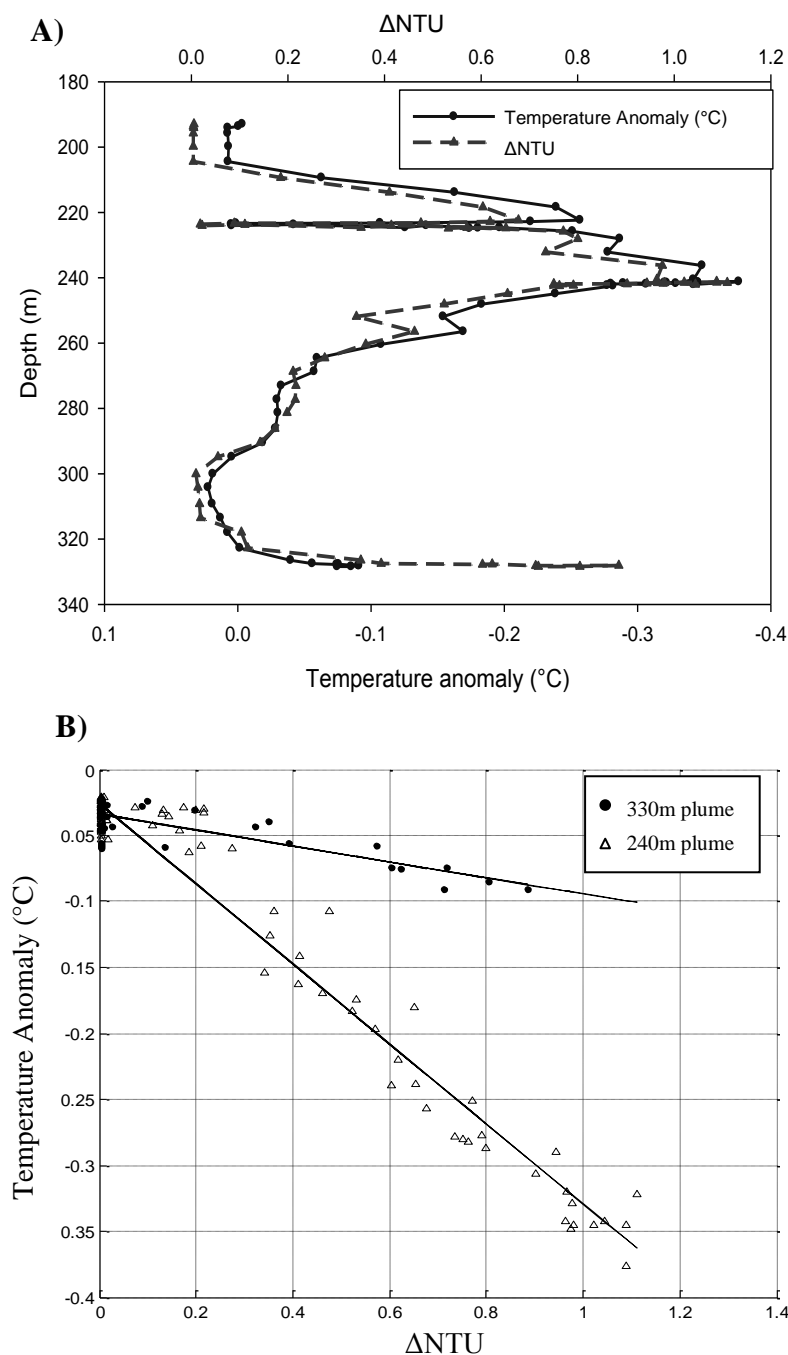 A)
ΔNTU
0.0 0.2 0.4 0.6 0.8 1.0 1.2
180
Temperature Anomaly (°C)
ΔNTU
200
220
240
Depth (m)
260
280
300
320
340
0.1 0.0 -0.1 -0.2 -0.3 -0.4
Temperature anomaly (°C)
B)
0
330m plume
240m plume
0.05
-0.1
0.15
Temperature Anomaly (°C)
-0.2
0.25
-0.3
0.35
-0.4
0 0.2 0.4 0.6 0.8 1 1.2 1.4
ΔNTU